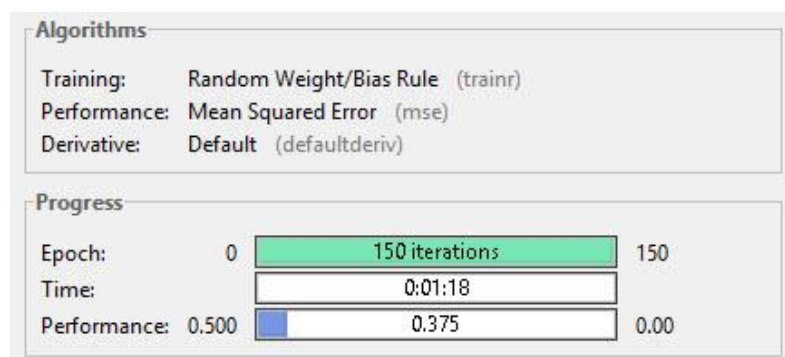 Algorithms
Training: Random Weight/Bias Rule (trainr)
Performance: Mean Squared Error (mse)
Derivative: Default (defaultderiv)
Progress
Epoch: 0 150 iterations 150
Time: 0:01:18
Performance: 0.500 0.375 0.00